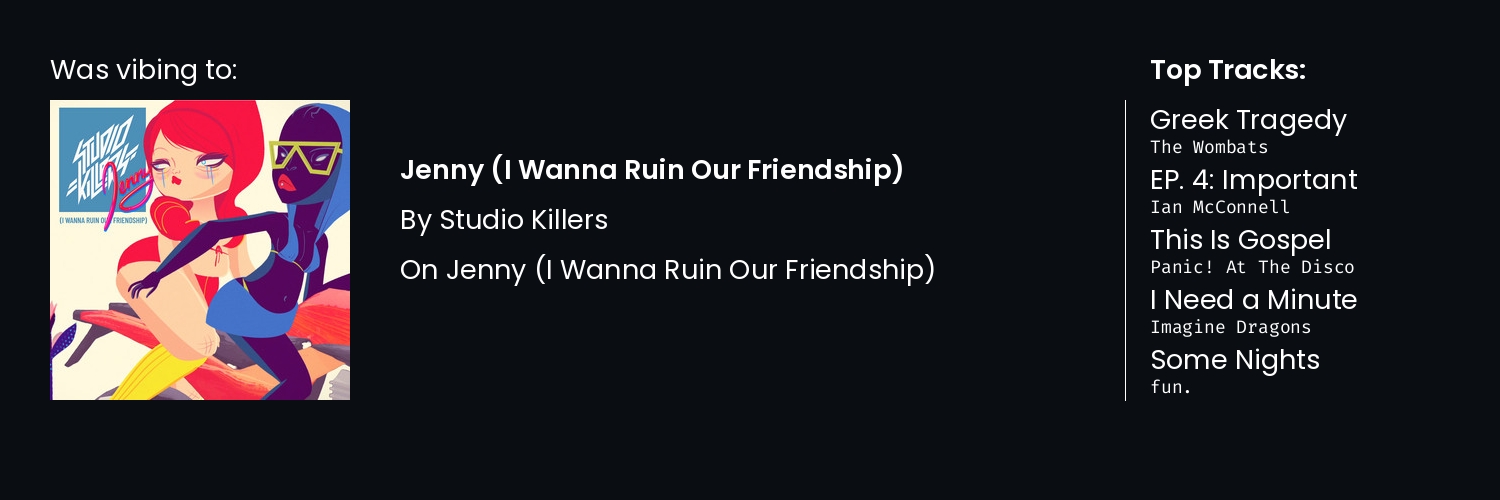 Was vibing to:
STUDIO
KILLERS
Jenny
(I WANNA RUIN OUR FRIENDSHIP)
Jenny (I Wanna Ruin Our Friendship)
By Studio Killers
On Jenny (I Wanna Ruin Our Friendship)
Top Tracks:
Greek Tragedy
The Wombats
EP. 4: Important
Ian McConnell
This Is Gospel
Panic! At The Disco
I Need a Minute
Imagine Dragons
Some Nights
fun.